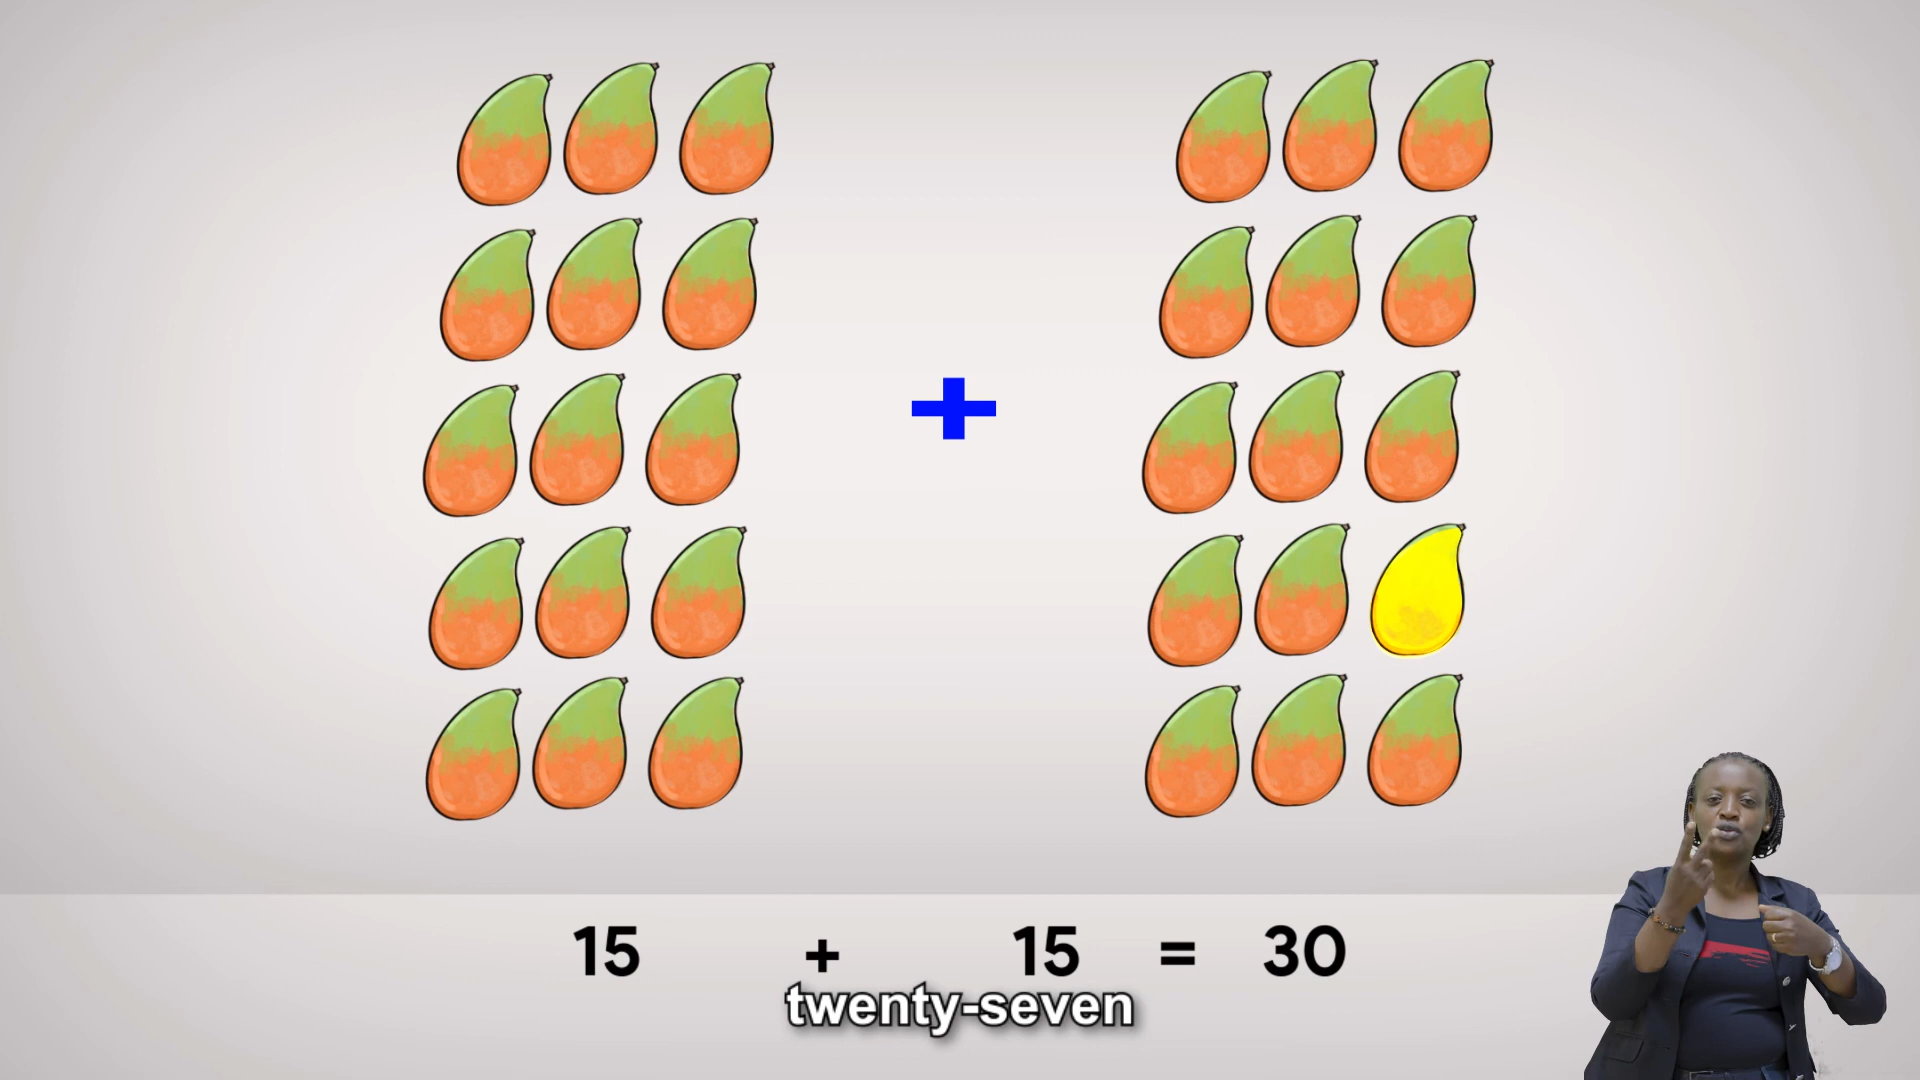 15 + 15 = 30
twenty-seven